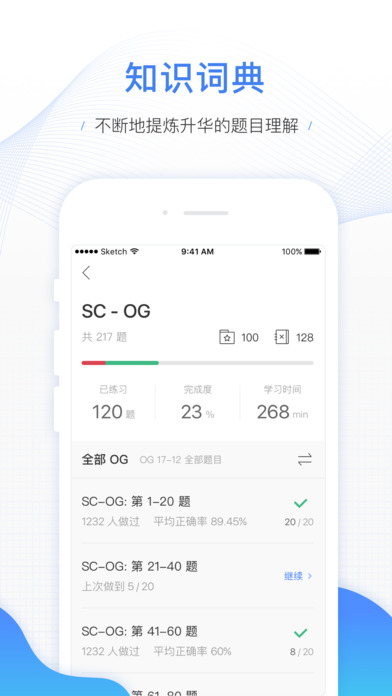 知识词典
/ 不断地提炼升华的题目理解 /
Sketch 9:41 AM 100%
SC - OG
共 217 题 100 128
已练习 完成度 学习时间
120 题 23 % 268 min
全部 OG OG 17-12 全部题目
SC-OG: 第 1-20 题
1232 人做过 平均正确率 89.45% 20 / 20
SC-OG: 第 21-40 题
继续
上次做到 5 / 20
SC-OG: 第 41-60 题
1232 人做过 平均正确率 60% 8 / 20
SC-OG: 第 61-80 题